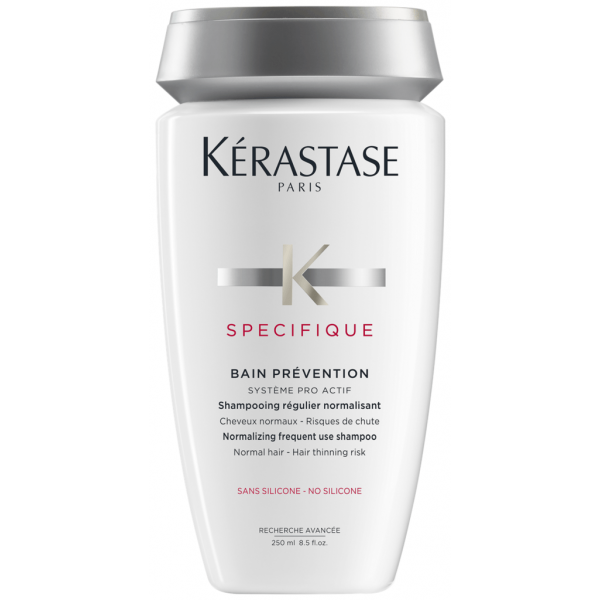 KÉRASTASE
PARIS
K
SPECIFIQUE
BAIN PRÉVENTION
SYSTÈME PRO ACTIF
Shampooing régulier normalisant
Cheveux normaux - Risques de chute
Normalizing frequent use shampoo
Normal hair - Hair thinning risk
SANS SILICONE - NO SILICONE
RECHERCHE AVANCÉE
250 ml 8.5 fl.oz.